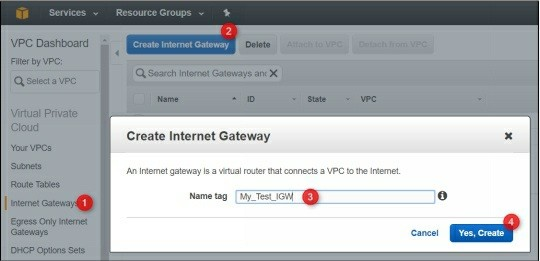 Services Resource Groups
VPC Dashboard
Filter by VPC:
Select a VPC
Virtual Private
Cloud
Your VPCs
Subnets
Route Tables
Internet Gateways 1
Egress Only Internet
Gateways
DHCP Options Sets
2
Create Internet Gateway Delete Attach to VPC Detach from VPC
Search Internet Gateways and X
Name ID State VPC
Create Internet Gateway
An Internet gateway is a virtual router that connects a VPC to the Internet.
Name tag My_Test_IGW 3
4
Cancel Yes, Create